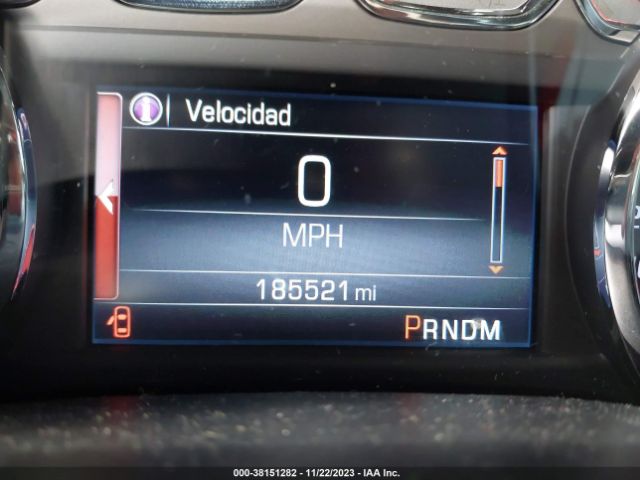 i Velocidad
0
MPH
185521 mi
PRNDM
000-38151282 - 11/22/2023 - IAA Inc.